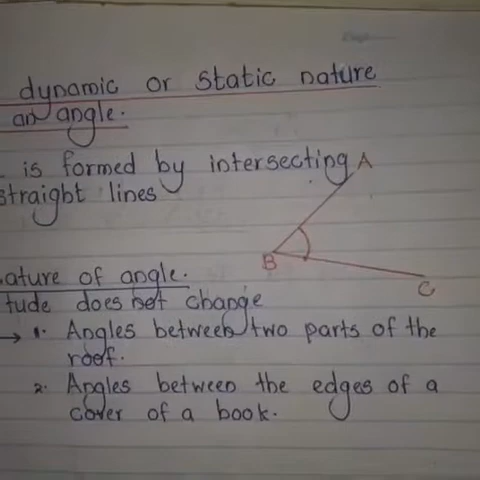 dynamic or static nature
an angle.
is formed by intersecting
straight lines
A
B
C
ature of angle.
tude does not change
→ 1. Angles between two parts of the
roof.
2. Angles between the edges of a
cover of a book.